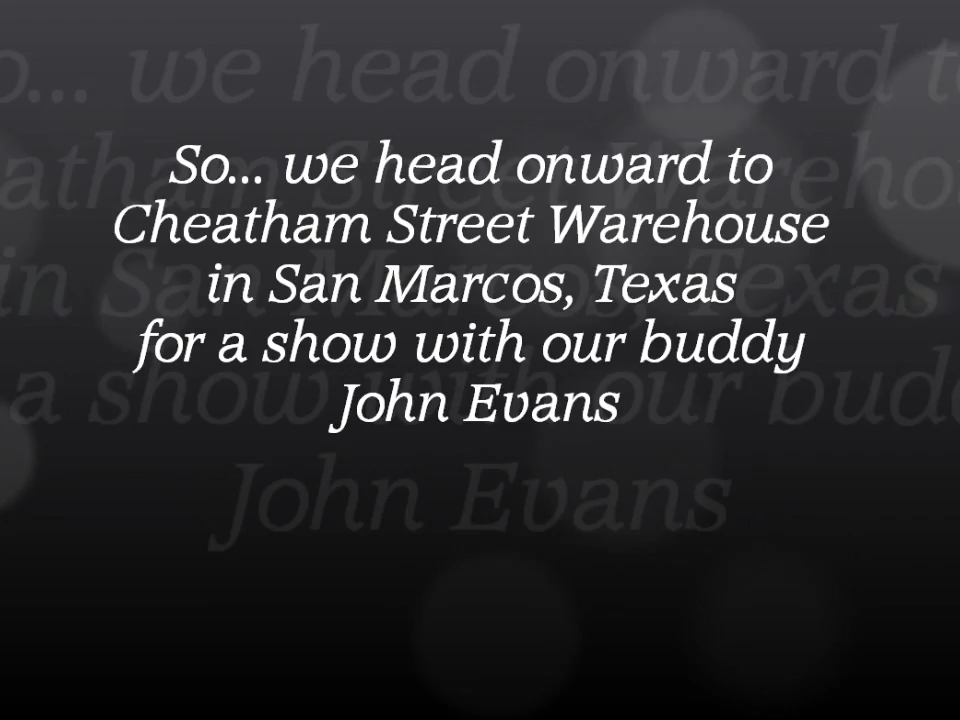 So... we head onward to
Cheatham Street Warehouse
in San Marcos, Texas
for a show with our buddy
John Evans